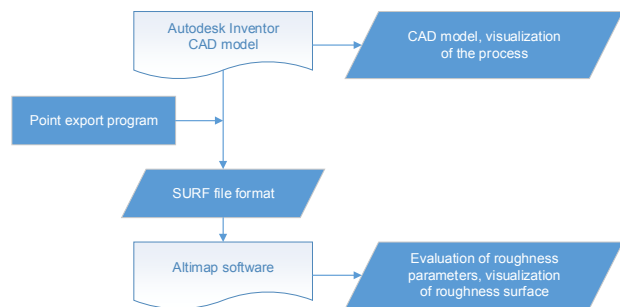 Autodesk Inventor
CAD model
CAD model, visualization
of the process
Point export program
SURF file format
Altimap software
Evaluation of roughness
parameters, visualization
of roughness surface